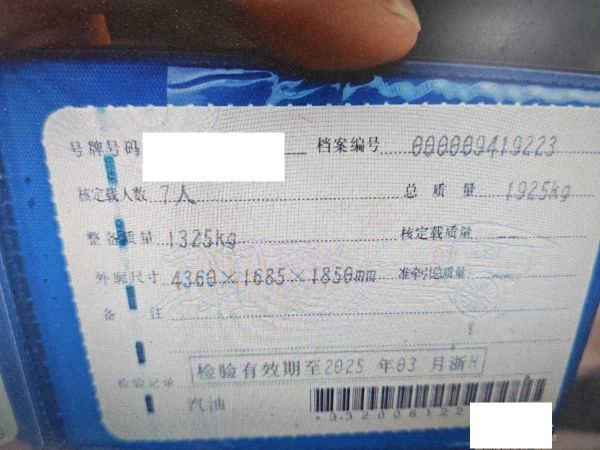 号牌号码 档案编号 000009419223
核定载人数 7人 总质量 1925kg
整备质量 1325kg 核定载质量
外廓尺寸 4360×1685×1850mm 准牵引总质量
备注
检验记录 检验有效期至2025年03月浙H
汽油
*332006122